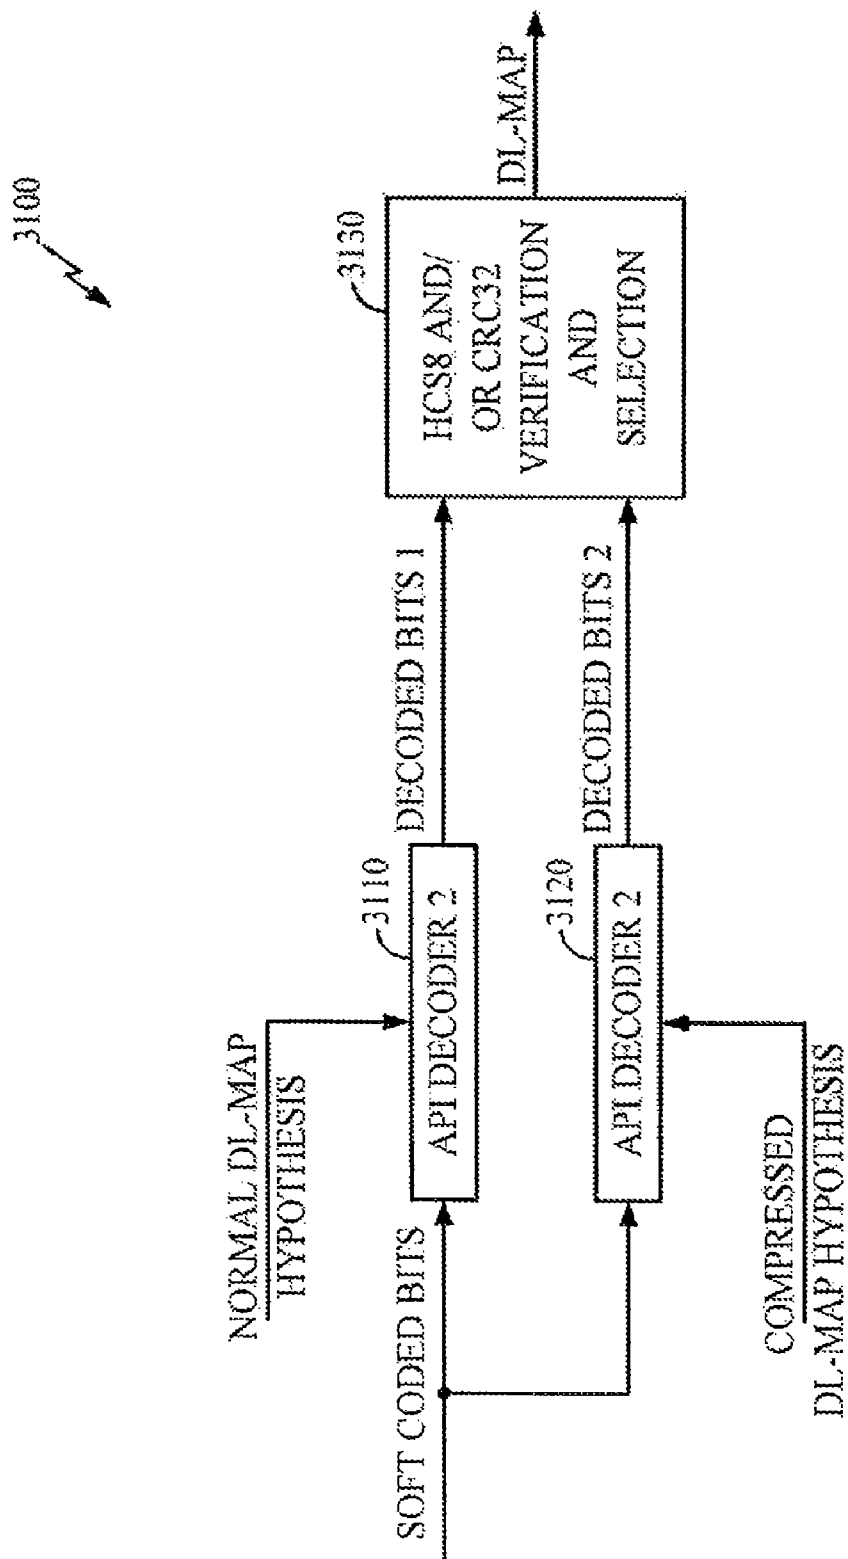 3100
NORMAL DL-MAP
HYPOTHESIS
SOFT CODED BITS
3110
API DECODER 2
DECODED BITS 1
3120
API DECODER 2
DECODED BITS 2
COMPRESSED
DL-MAP HYPOTHESIS
3130
HCS8 AND/
OR CRC32
VERIFICATION
AND
SELECTION
DL-MAP